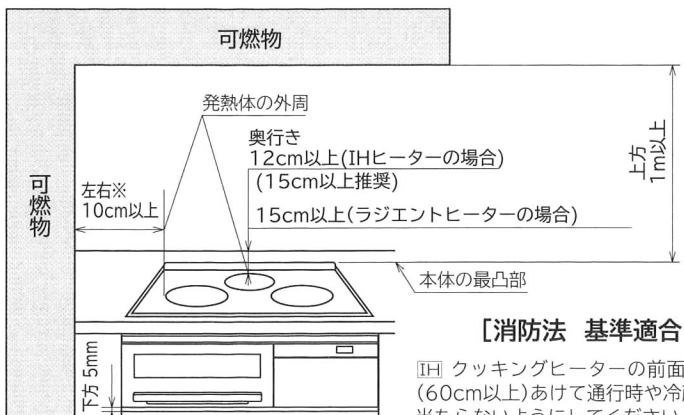 可燃物
発熱体の外周
奥行き
12cm以上(IHヒーターの場合)
(15cm以上推奨)
15cm以上(ラジエントヒーターの場合)
上方
1m以上
可燃物
左右※
10cm以上
本体の最凸部
下方 5mm
[消防法 基準適合
IH クッキングヒーターの前面
(60cm以上)あけて通行時や冷